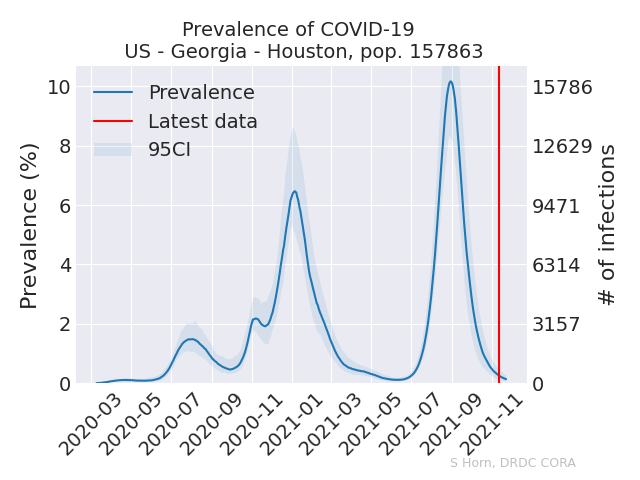 Prevalence of COVID-19
US - Georgia - Houston, pop. 157863
Prevalence
Latest data
95CI
Prevalence (%)
10
8
6
4
2
0
15786
12629
9471
6314
3157
0
# of infections
2020-03
2020-05
2020-07
2020-09
2020-11
2021-01
2021-03
2021-05
2021-07
2021-09
2021-11
S Horn, DRDC CORA